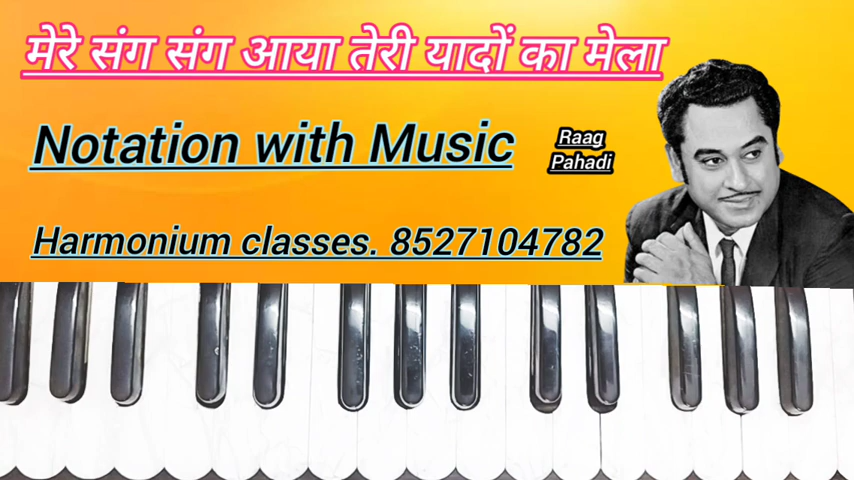 मेरे संग संग आया तेरी यादों का मेला
Notation with Music
Raag
Pahadi
Harmonium classes. 8527104782